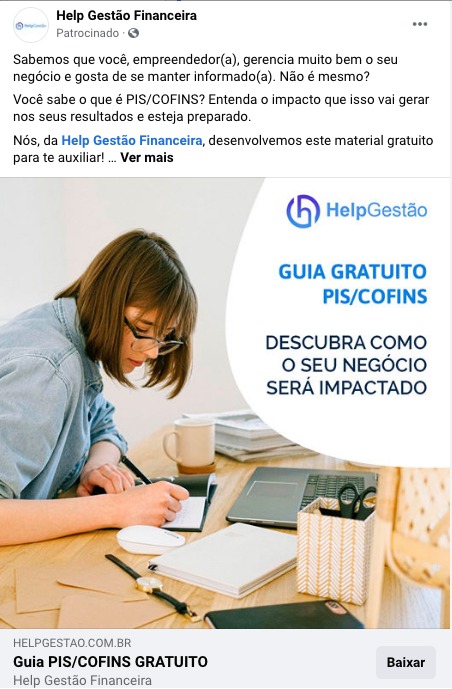 Help Gestão Financeira
Patrocinado ·
Sabemos que você, empreendedor(a), gerencia muito bem o seu
negócio e gosta de se manter informado(a). Não é mesmo?
Você sabe o que é PIS/COFINS? Entenda o impacto que isso vai gerar
nos seus resultados e esteja preparado.
Nós, da Help Gestão Financeira, desenvolvemos este material gratuito
para te auxiliar! ... Ver mais
HelpGestão
GUIA GRATUITO
PIS/COFINS
DESCUBRA COMO
O SEU NEGÓCIO
SERÁ IMPACTADO
HELPGESTAO.COM.BR
Guia PIS/COFINS GRATUITO
Help Gestão Financeira
Baixar